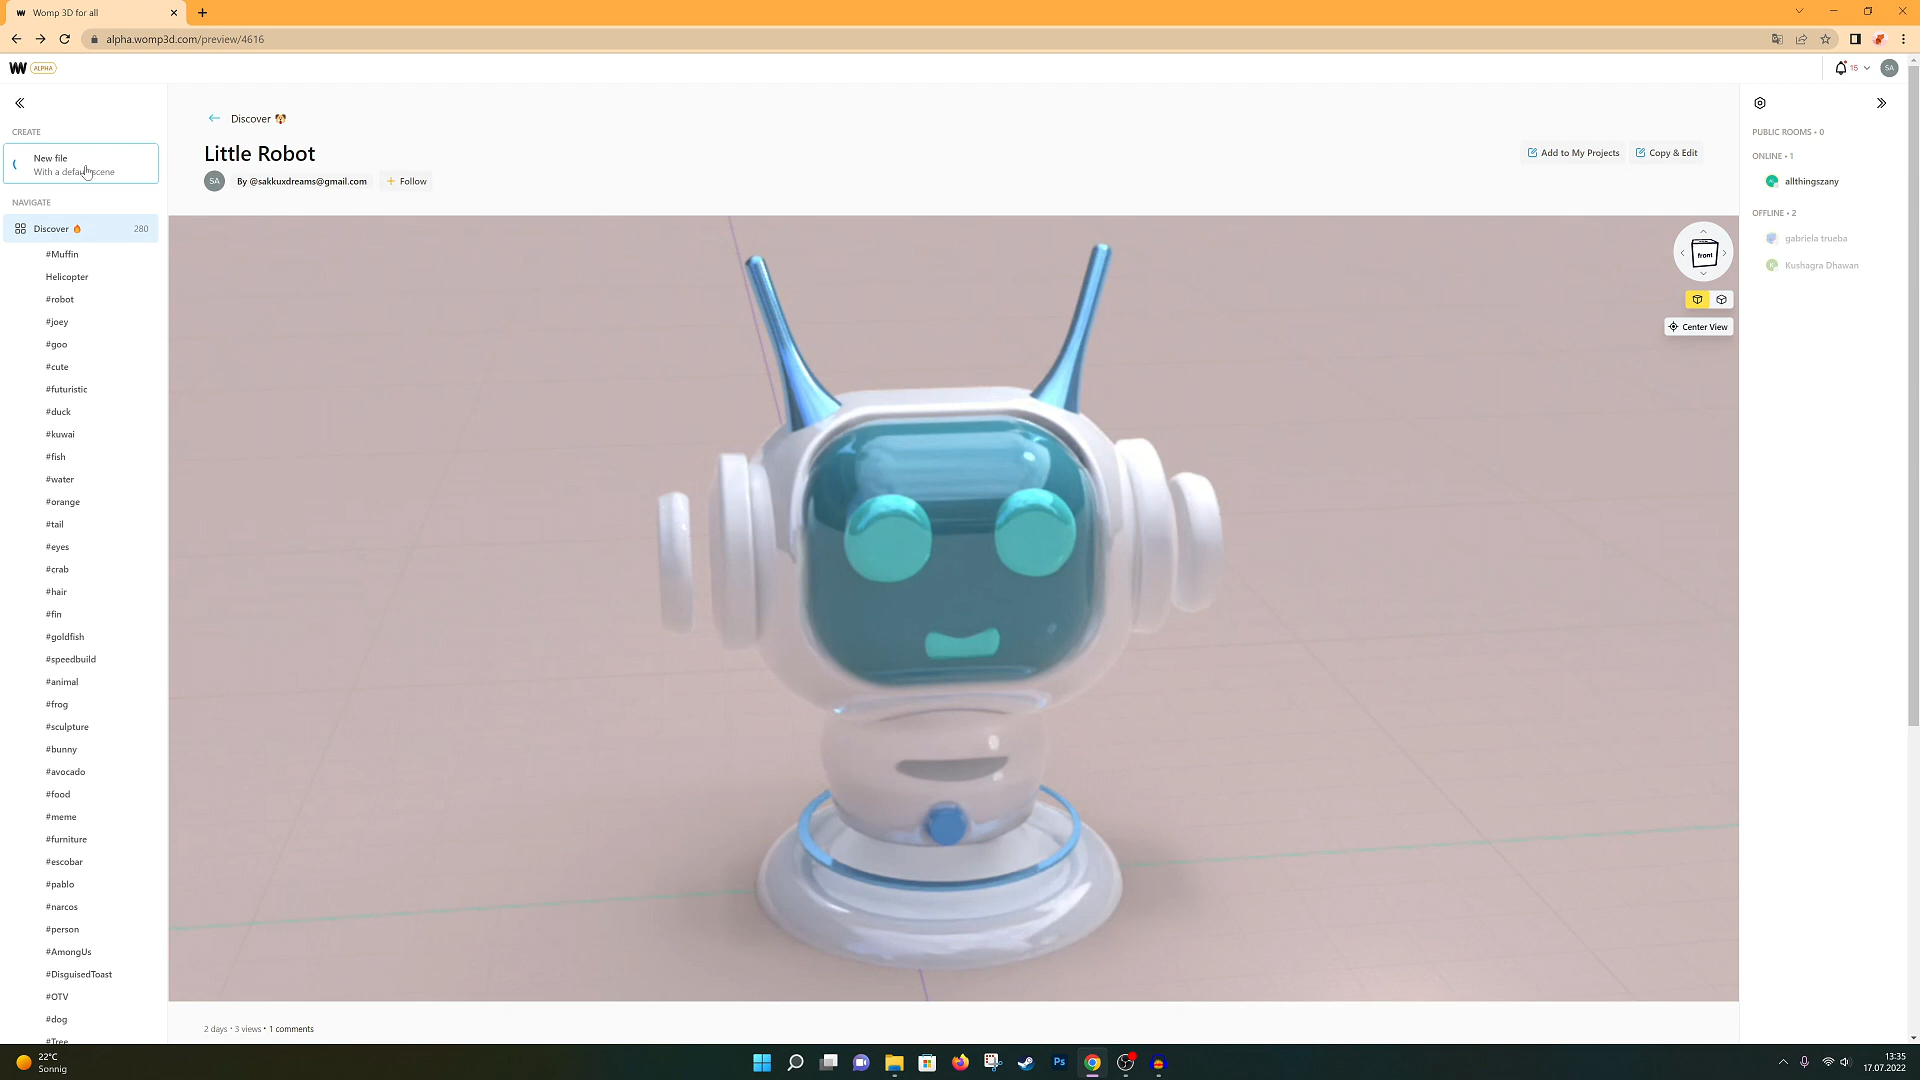 Womp 3D for all
alpha.womp3d.com/preview/4616
ALPHA
15
SA
CREATE
New file
With a default scene
NAVIGATE
Discover 🔥 280
#Muffin
Helicopter
#robot
#joey
#goo
#cute
#futuristic
#duck
#kuwai
#fish
#water
#orange
#tail
#eyes
#crab
#hair
#fin
#goldfish
#speedbuild
#animal
#frog
#sculpture
#bunny
#avocado
#food
#meme
#furniture
#escobar
#pablo
#narcos
#person
#AmongUs
#DisguisedToast
#OTV
#dog
#Tree
Discover 🐶
Little Robot
SA By @sakkuxdreams@gmail.com + Follow
Add to My Projects
Copy & Edit
front
Center View
2 days • 3 views • 1 comments
PUBLIC ROOMS • 0
ONLINE • 1
allthingszany
OFFLINE • 2
gabriela trueba
K Kushagra Dhawan
22°C
Sonnig
Ps
13:35
17.07.2022